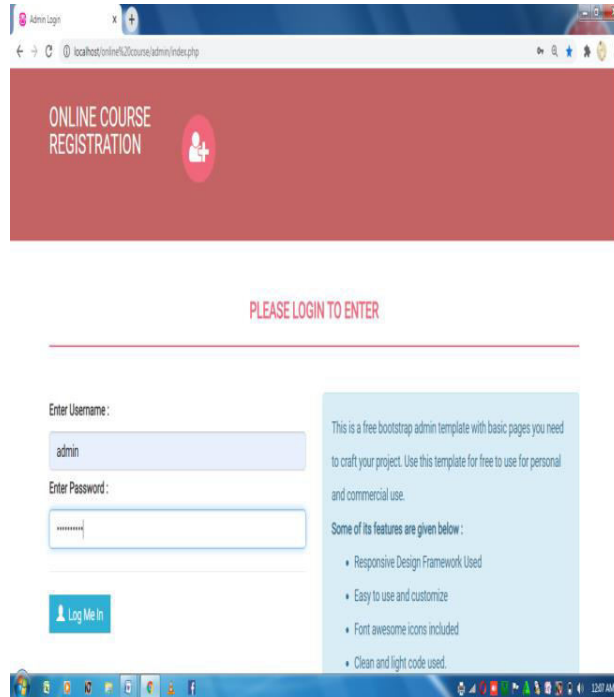 Admin Login
localhost/online%20course/admin/index.php
ONLINE COURSE
REGISTRATION
PLEASE LOGIN TO ENTER
Enter Username :
admin
Enter Password :
Log Me In
This is a free bootstrap admin template with basic pages you need
to craft your project. Use this template for free to use for personal
and commercial use.
Some of its features are given below :
Responsive Design Framework Used
Easy to use and customize
Font awesome icons included
Clean and light code used.
12:07 AM